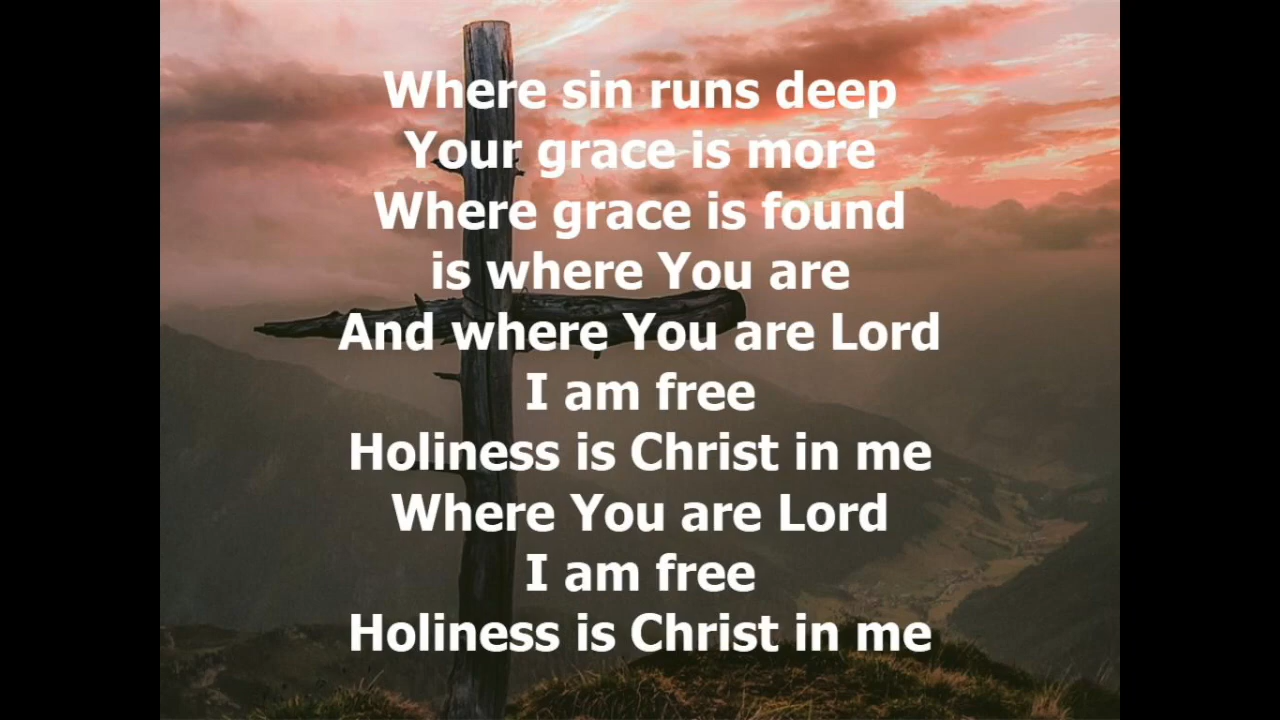 Where sin runs deep
Your grace is more
Where grace is found
is where You are
And where You are Lord
I am free
Holiness is Christ in me
Where You are Lord
I am free
Holiness is Christ in me